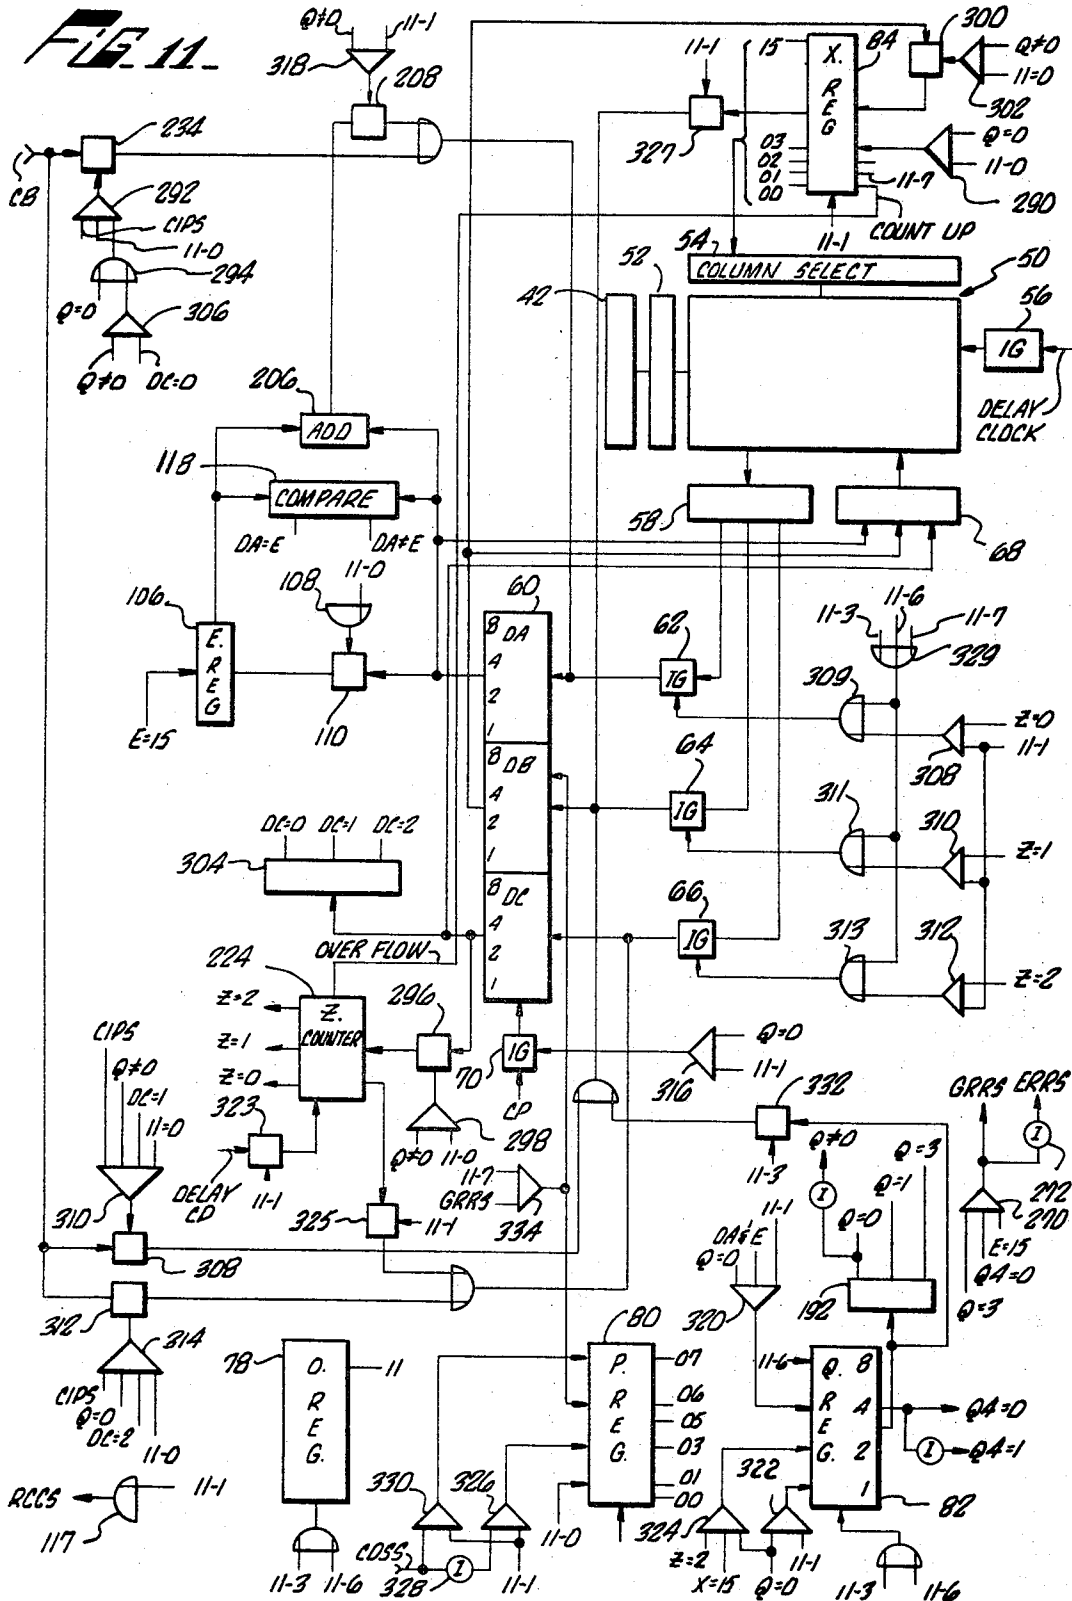 FIG. 11
Q≠0
11-1
318
208
11-1
15
X.
REG
84
300
Q≠0
11=0
302
234
CB
292
CIPS
11-0
294
Q=0
306
Q≠0
DC=0
327
03
02
01
00
Q=0
11-0
290
11-7
11-1
COUNT UP
54
COLUMN SELECT
50
42
52
56
IG
DELAY CLOCK
206
ADD
118
COMPARE
DA=E
DA≠E
58
68
108
11-0
60
106
E.
REG
E=15
110
8 DA
4
2
1
8 DB
4
2
1
8 DC
4
2
1
62
IG
64
IG
66
IG
11-6
11-3
11-7
329
309
308
Z=0
11-1
311
310
Z=1
313
312
Z=2
DC=0
DC=1
DC=2
304
OVER FLOW
224
Z.
COUNTER
Z=2
Z=1
Z=0
296
298
Q≠0
11-0
70
IG
CP
316
Q=0
11-1
CIPS
Q≠0
DC=1
11=0
310
308
323
DELAY CD
11-1
325
11-1
11-7
GRRS
334
332
11-3
GRRS
ERRS
I
272
270
E=15
Q4=0
Q=3
Q≠0
I
Q=0
Q=1
Q=3
192
11-1
DA≠E
Q=0
320
312
314
CIPS
Q=0
DC=2
11-0
78
O.
REG.
11
11-3
11-6
80
P.
REG.
07
06
05
03
01
00
11-0
11-6
Q. 8
R
E 4
G. 2
1
82
Q4=0
I
Q4=1
330
326
COSS
328
I
11-1
322
324
Z=2
X=15
Q=0
11-1
11-3
11-6
RCCS
11-1
117